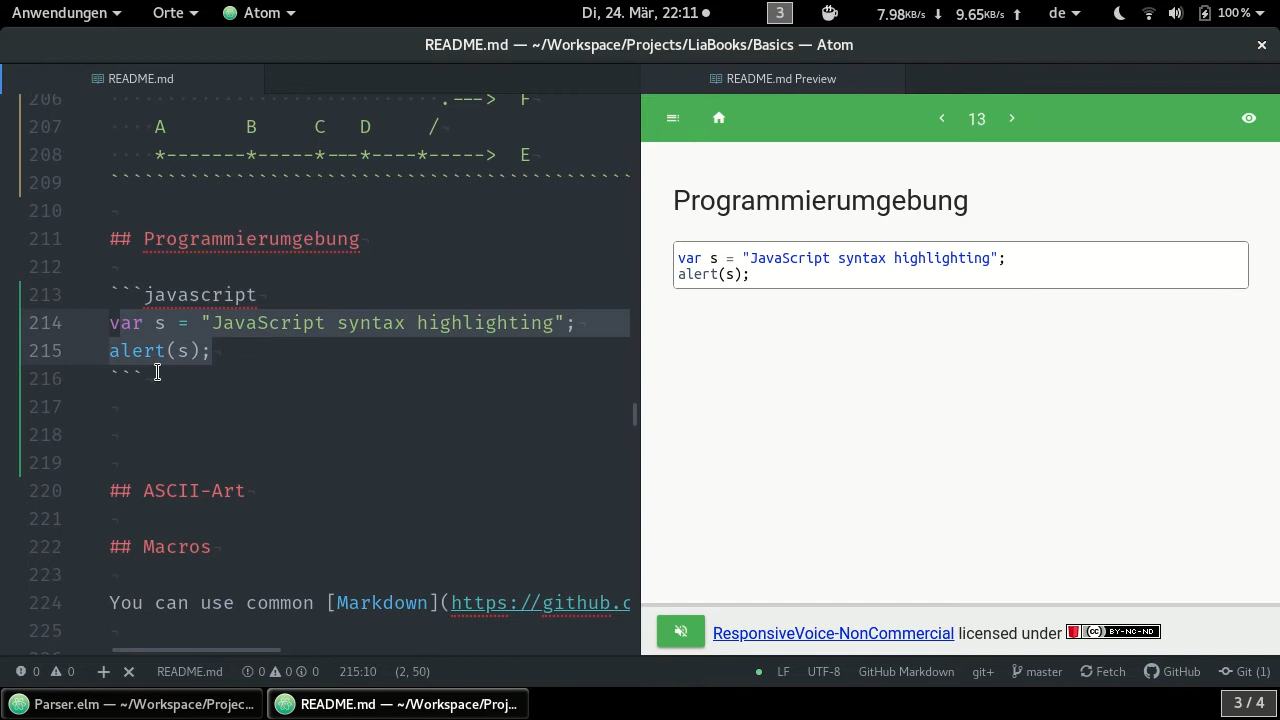 Anwendungen Orte Atom Di, 24. Mär, 22:11 3 7.98KB/s 9.65KB/s de 100%
README.md — ~/Workspace/Projects/LiaBooks/Basics — Atom ×
README.md README.md Preview
206 .---> F
207 A B C D /
208 *-------*-----*---*----*-----> E
209 `````````````````````````````````````````````
210
211 ## Programmierumgebung
212
213 ```javascript
214 var s = "JavaScript syntax highlighting";
215 alert(s);
216 ```
217
218
219
220 ## ASCII-Art
221
222 ## Macros
223
224 You can use common [Markdown](https://github.c
225
13
Programmierumgebung
var s = "JavaScript syntax highlighting";
alert(s);
ResponsiveVoice-NonCommercial licensed under CC BY-NC-ND
0 0 README.md 0 0 0 215:10 (2, 50) LF UTF-8 GitHub Markdown git+ master Fetch GitHub Git (1)
Parser.elm — ~/Workspace/Projec... README.md — ~/Workspace/Proj... 3 / 4